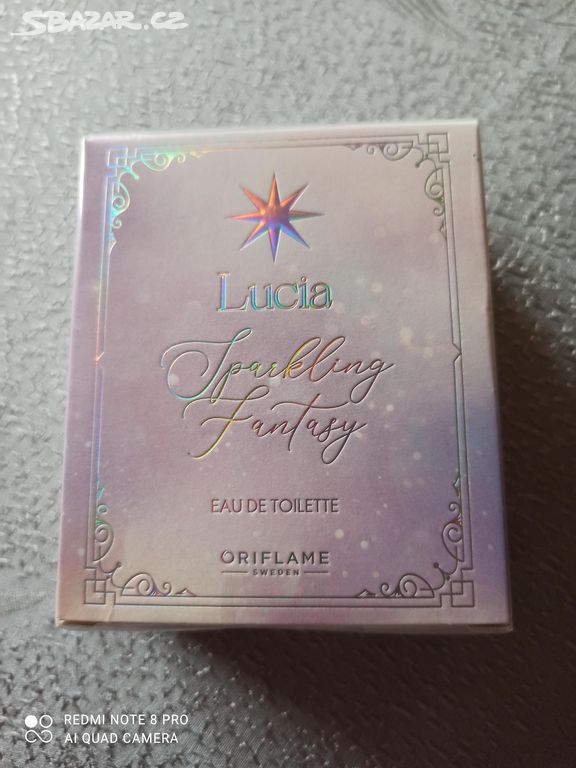 SBAZAR.CZ
Lucia
Sparkling
Fantasy
EAU DE TOILETTE
ORIFLAME
SWEDEN
REDMI NOTE 8 PRO
AI QUAD CAMERA